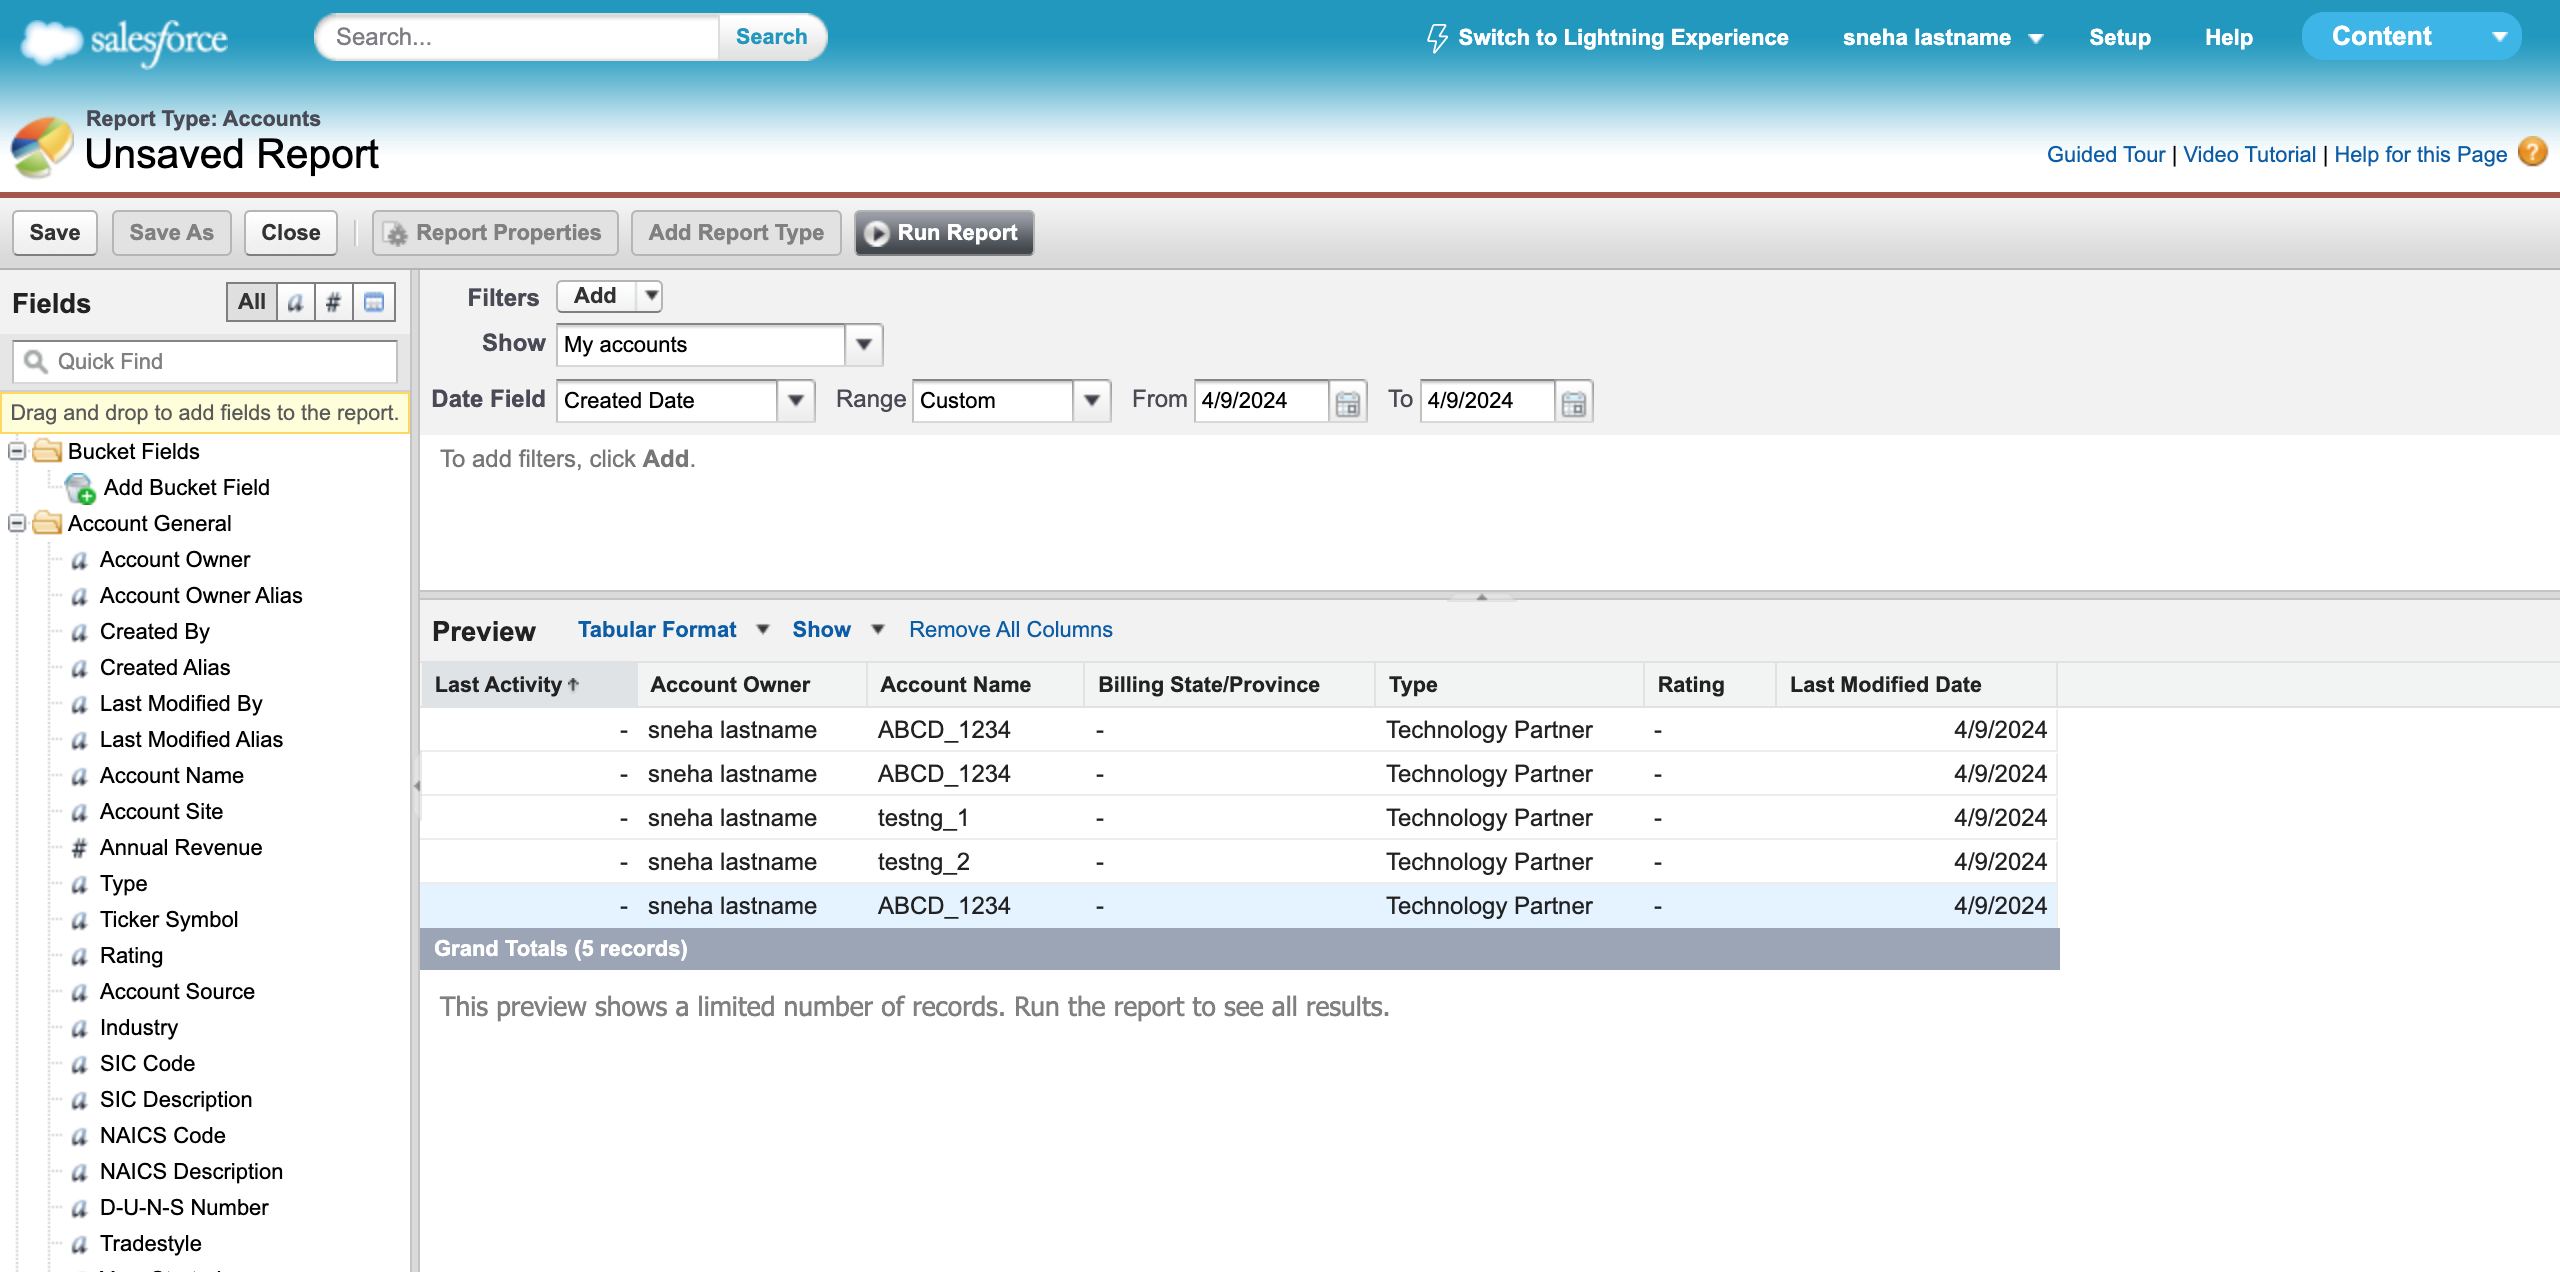 salesforce
Search...
Search
Switch to Lightning Experience
sneha lastname
Setup
Help
Content
Report Type: Accounts
Unsaved Report
Guided Tour | Video Tutorial | Help for this Page ?
Save
Save As
Close
Report Properties
Add Report Type
Run Report
Fields
All
a
#
Quick Find
Drag and drop to add fields to the report.
Bucket Fields
Add Bucket Field
Account General
a Account Owner
a Account Owner Alias
a Created By
a Created Alias
a Last Modified By
a Last Modified Alias
a Account Name
a Account Site
# Annual Revenue
a Type
a Ticker Symbol
a Rating
a Account Source
a Industry
a SIC Code
a SIC Description
a NAICS Code
a NAICS Description
a D-U-N-S Number
a Tradestyle
Filters Add
Show My accounts
Date Field Created Date Range Custom From 4/9/2024 To 4/9/2024
To add filters, click Add.
Preview Tabular Format Show Remove All Columns
Last Activity↑ Account Owner Account Name Billing State/Province Type Rating Last Modified Date
- sneha lastname ABCD_1234 - Technology Partner - 4/9/2024
- sneha lastname ABCD_1234 - Technology Partner - 4/9/2024
- sneha lastname testng_1 - Technology Partner - 4/9/2024
- sneha lastname testng_2 - Technology Partner - 4/9/2024
- sneha lastname ABCD_1234 - Technology Partner - 4/9/2024
Grand Totals (5 records)
This preview shows a limited number of records. Run the report to see all results.